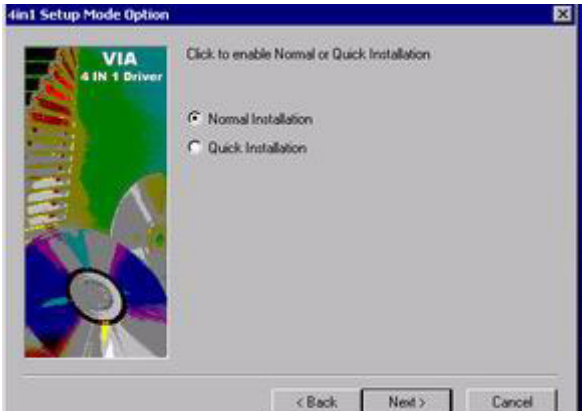 4in1 Setup Mode Option
VIA
4 IN 1 Driver
Click to enable Normal or Quick Installation
Normal Installation
Quick Installation
< Back
Next >
Cancel